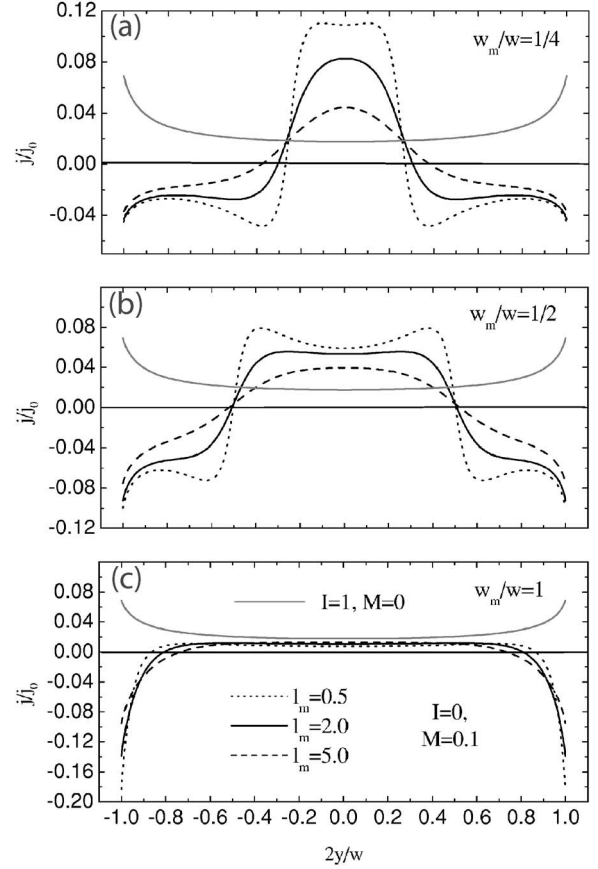 (a)
w_m/w=1/4
0.12
0.08
0.04
0.00
-0.04
j/j_0
(b)
w_m/w=1/2
0.08
0.04
0.00
-0.04
-0.08
-0.12
j/j_0
(c)
w_m/w=1
I=1, M=0
0.08
0.04
0.00
-0.04
-0.08
-0.12
-0.16
-0.20
j/j_0
l_m=0.5
l_m=2.0
l_m=5.0
I=0,
M=0.1
-1.0 -0.8 -0.6 -0.4 -0.2 0.0 0.2 0.4 0.6 0.8 1.0
2y/w